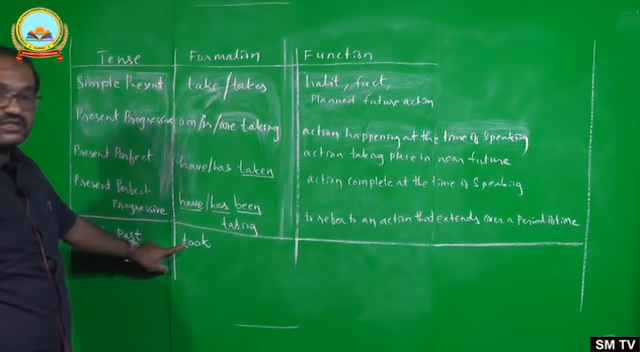 Tense Formation Function
Simple Present take/takes habit, fact,
Planned future action
Present Progressive am/is/are taking action happening at the time of speaking
action taking place in near future
Present Perfect have/has taken action complete at the time of speaking
Present Perfect
Progressive have/has been
taking to refer to an action that extends over a period of time
Past took
SM TV